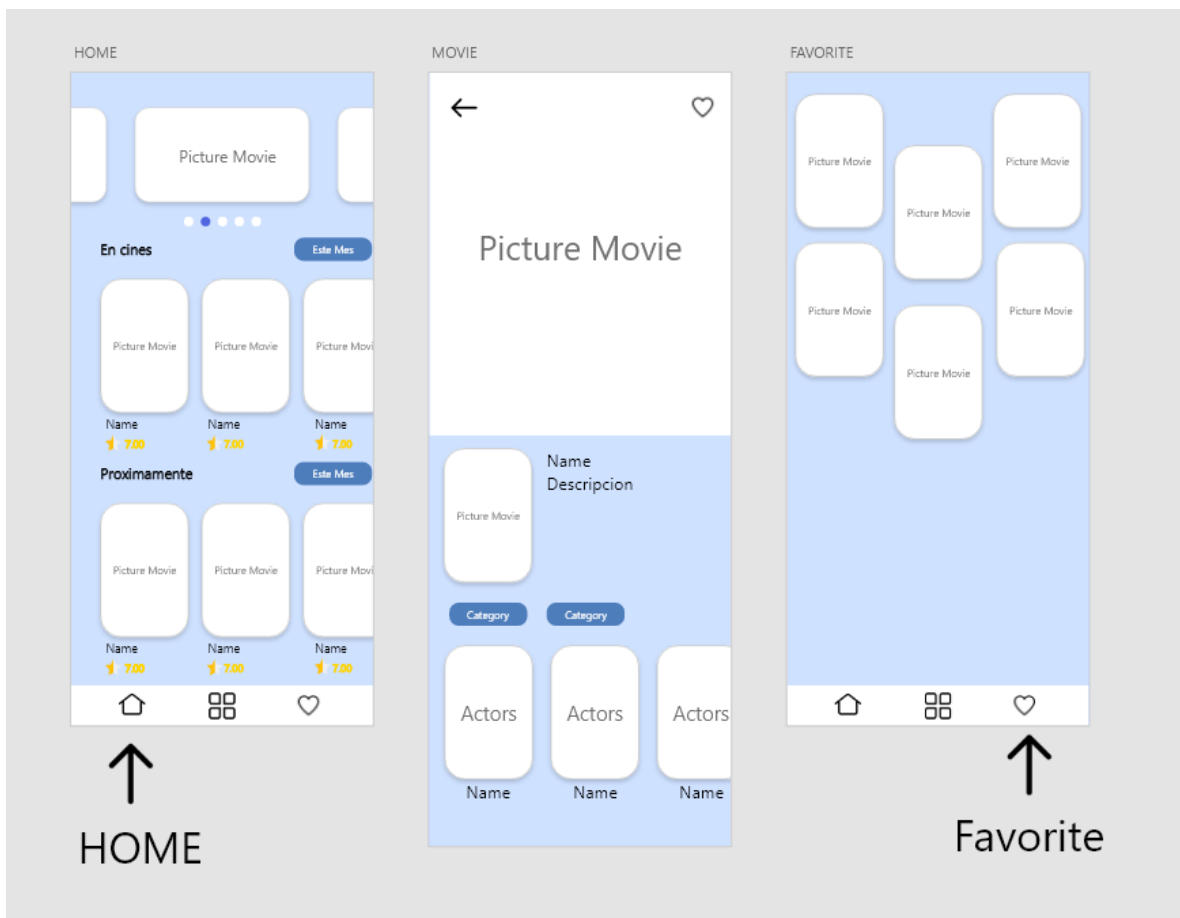 HOME
Picture Movie
En cines
Este Mes
Picture Movie
Picture Movie
Picture Movi
Name
Name
Name
7.00
7.00
7.00
Proximamente
Este Mes
Picture Movie
Picture Movie
Picture Movi
Name
Name
Name
7.00
7.00
7.00
HOME
MOVIE
Picture Movie
Picture Movie
Name
Descripcion
Category
Category
Actors
Actors
Actors
Name
Name
Name
FAVORITE
Picture Movie
Picture Movie
Picture Movie
Picture Movie
Picture Movie
Picture Movie
Favorite